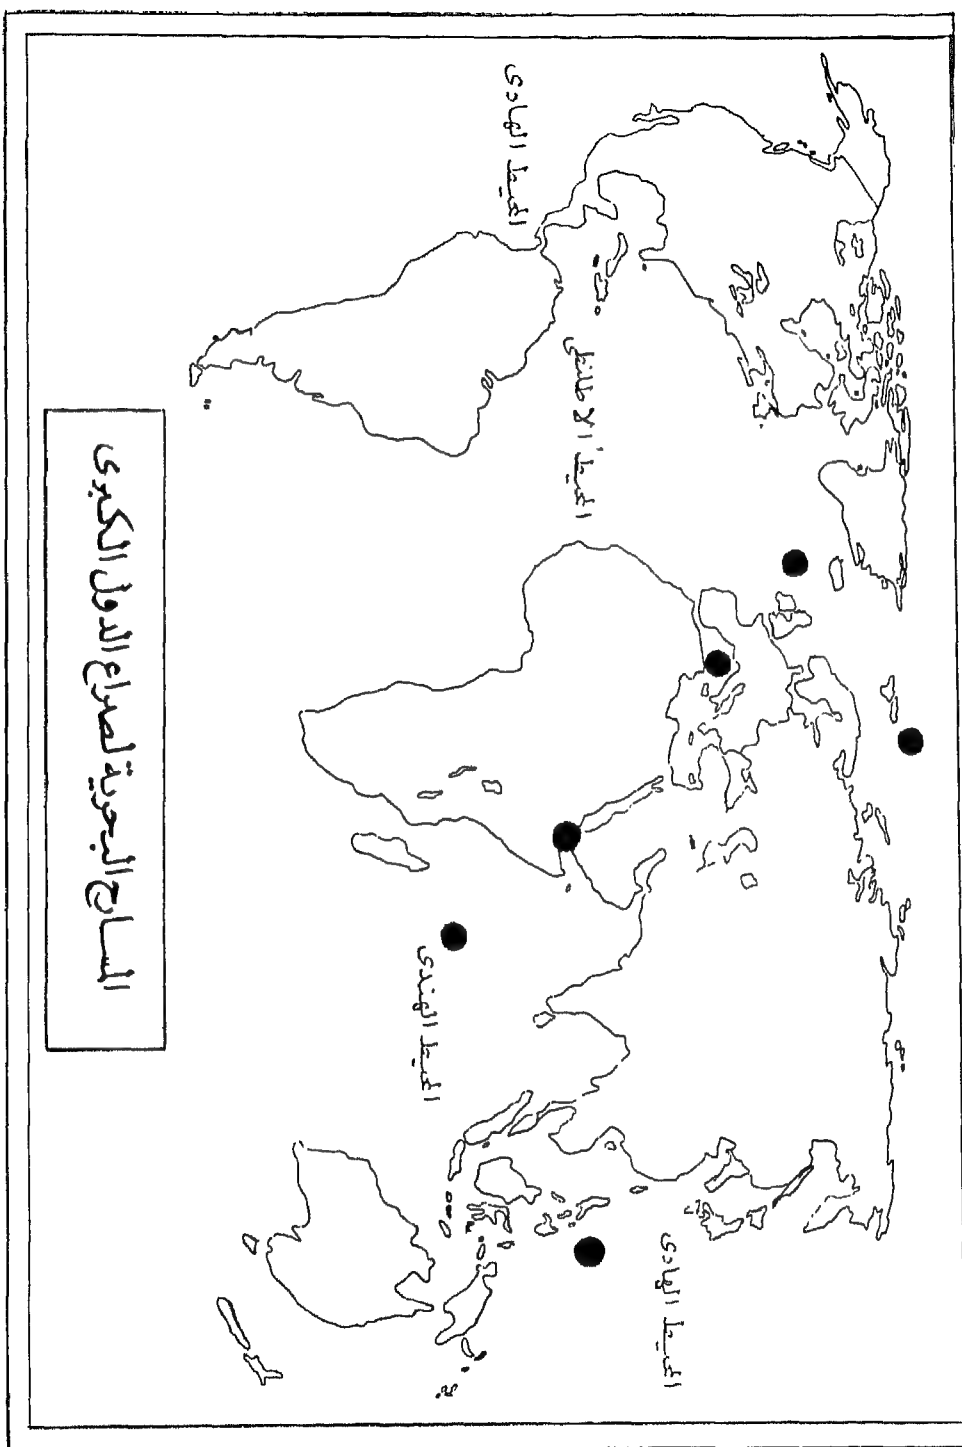 المحيط الهادى
المحيط الأطلنطى
المحيط الهندى
المحيط الهادى
المسارح البحرية لصراع الدول الكبرى